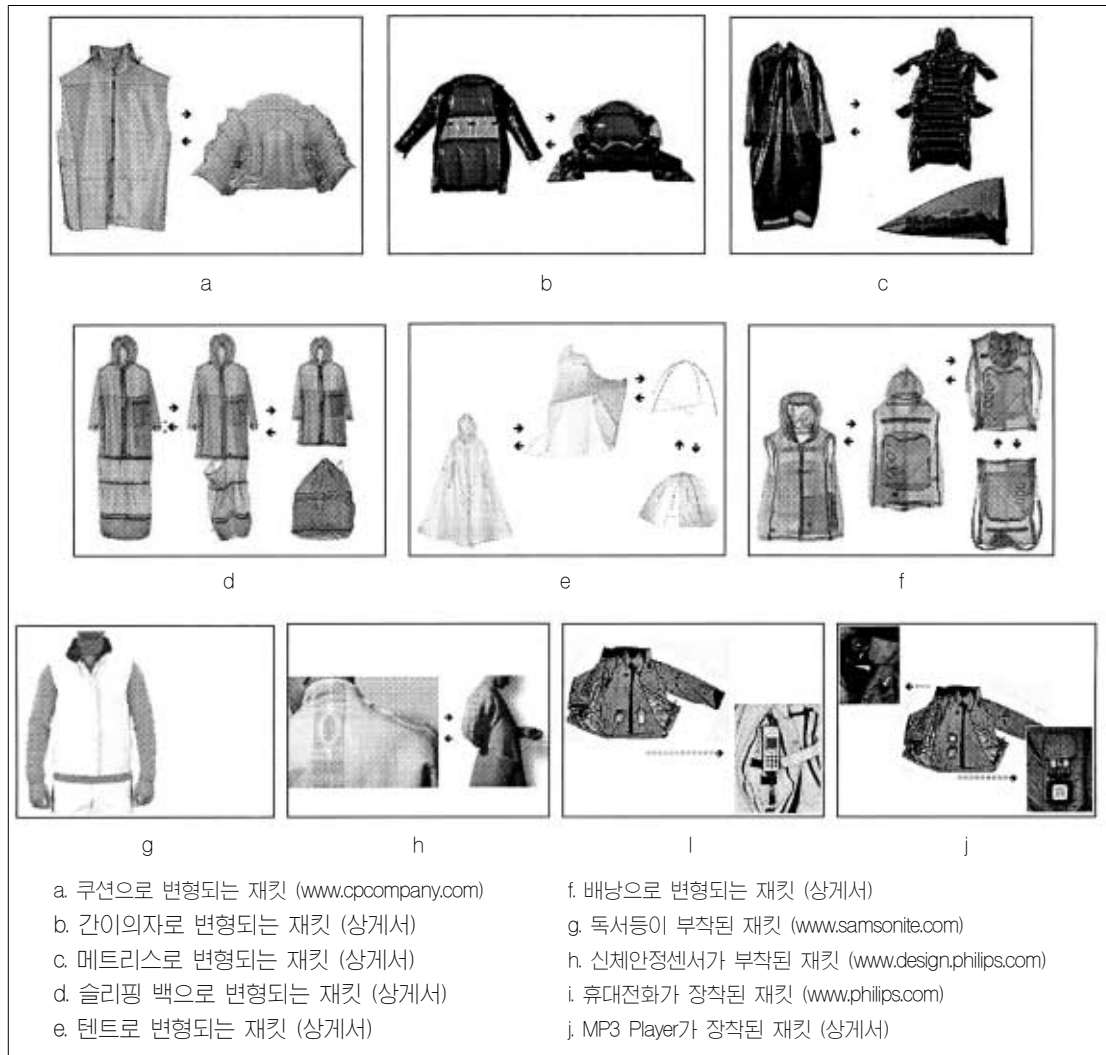 a
b
c
d
e
f
g
h
l
j
a. 쿠션으로 변형되는 재킷 (www.cpcompany.com)
b. 간이의자로 변형되는 재킷 (상게서)
c. 메트리스로 변형되는 재킷 (상게서)
d. 슬리핑 백으로 변형되는 재킷 (상게서)
e. 텐트로 변형되는 재킷 (상게서)
f. 배낭으로 변형되는 재킷 (상게서)
g. 독서등이 부착된 재킷 (www.samsonite.com)
h. 신체안정센서가 부착된 재킷 (www.design.philips.com)
i. 휴대전화가 장착된 재킷 (www.philips.com)
j. MP3 Player가 장착된 재킷 (상게서)